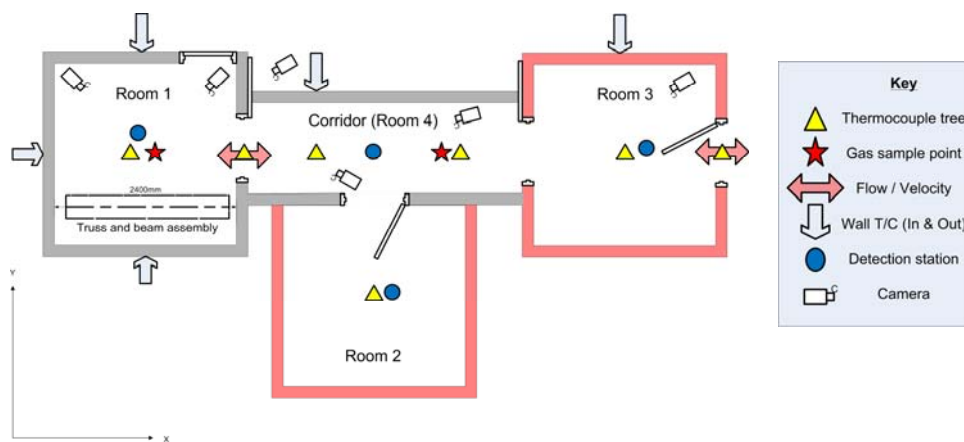 Room 1
Corridor (Room 4)
Room 3
2400mm
Truss and beam assembly
Room 2
Y
X
Key
Thermocouple tree
Gas sample point
Flow / Velocity
Wall T/C (In & Out)
Detection station
Camera